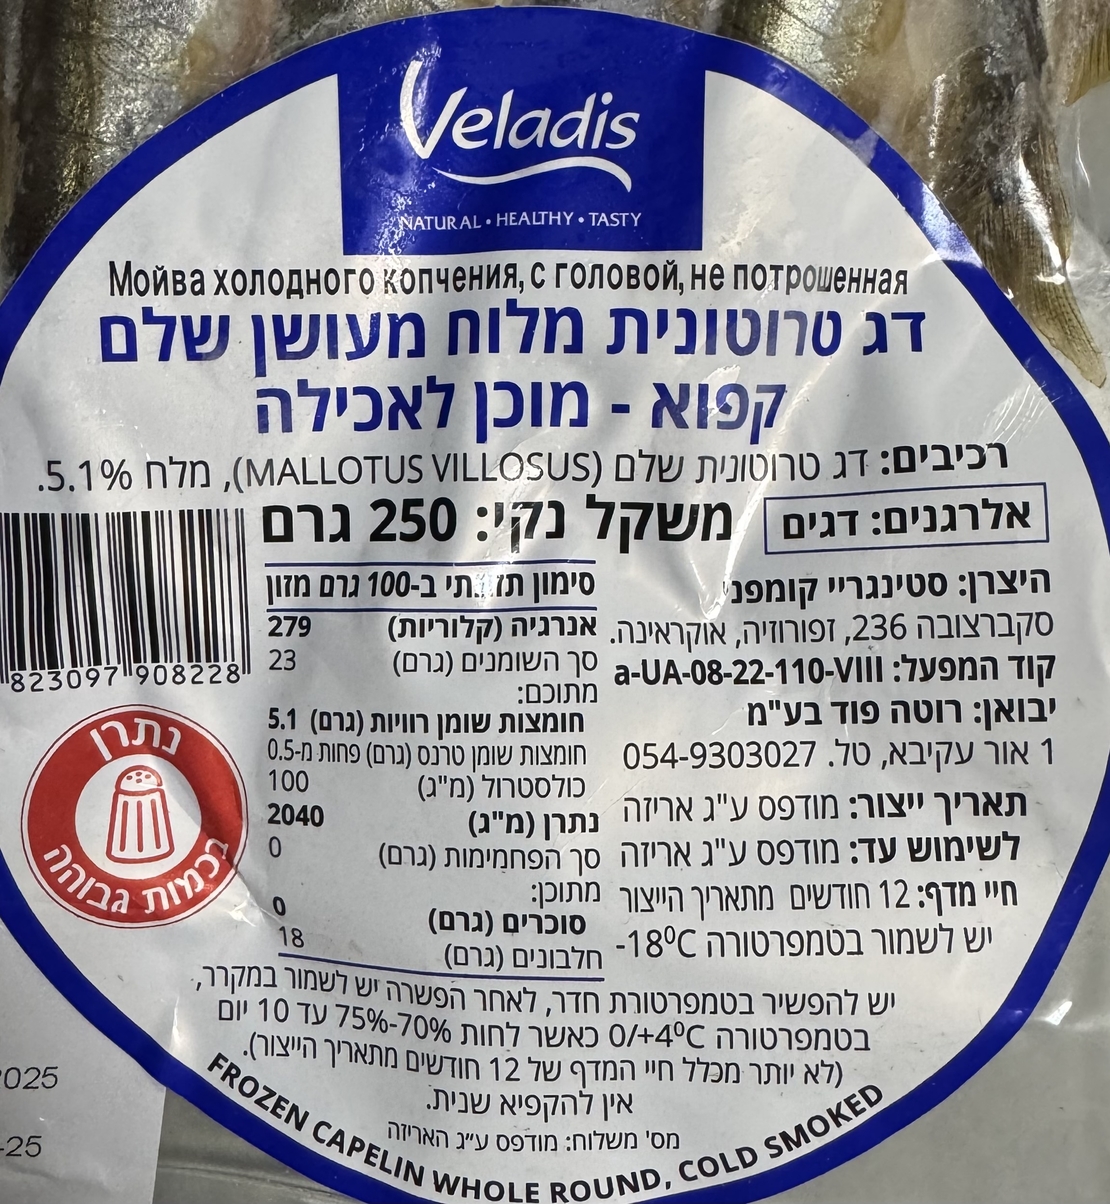 Veladis
NATURAL • HEALTHY • TASTY
Мойва холодного копчения, с головой, не потрошенная
דג טרוטונית מלוח מעושן שלם
קפוא - מוכן לאכילה
רכיבים: דג טרוטונית שלם (MALLOTUS VILLOSUS), מלח 5.1%.
אלרגנים: דגים
משקל נקי: 250 גרם
היצרן: סטינגריי קומפני
סקברצובה 236, זפורוזיה, אוקראינה.
קוד המפעל: a-UA-08-22-110-VIII
יבואן: רוטה פוד בע"מ
1 אור עקיבא, טל. 054-9303027
תאריך ייצור: מודפס ע"ג אריזה
לשימוש עד: מודפס ע"ג אריזה
חיי מדף: 12 חודשים מתאריך הייצור
יש לשמור בטמפרטורה -18⁰C
סימון תזונתי ב-100 גרם מזון
אנרגיה (קלוריות) 279
סך השומנים (גרם) 23
מתוכם:
חומצות שומן רוויות (גרם) 5.1
חומצות שומן טרנס (גרם) פחות מ-0.5
כולסטרול (מ"ג) 100
נתרן (מ"ג) 2040
סך הפחמימות (גרם) 0
מתוכן:
סוכרים (גרם) 0
חלבונים (גרם) 18
823097 908228
נתרן
בכמות גבוהה
יש להפשיר בטמפרטורת חדר, לאחר הפשרה יש לשמור במקרר,
בטמפרטורה 0/+4⁰C כאשר לחות 70%-75% עד 10 יום
(לא יותר מכלל חיי המדף של 12 חודשים מתאריך הייצור).
אין להקפיא שנית.
מס' משלוח: מודפס ע״ג האריזה
FROZEN CAPELIN WHOLE ROUND, COLD SMOKED
2025
-25